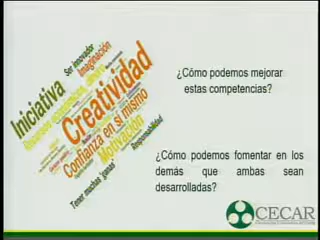 Ser innovador
Imaginación
Iniciativa
Creatividad
Confianza en si mismo
Motivación
Responsabilidad
Tener muchas "ganas"
¿Cómo podemos mejorar
estas competencias?
¿Cómo podemos fomentar en los
demás que ambas sean
desarrolladas?
CECAR